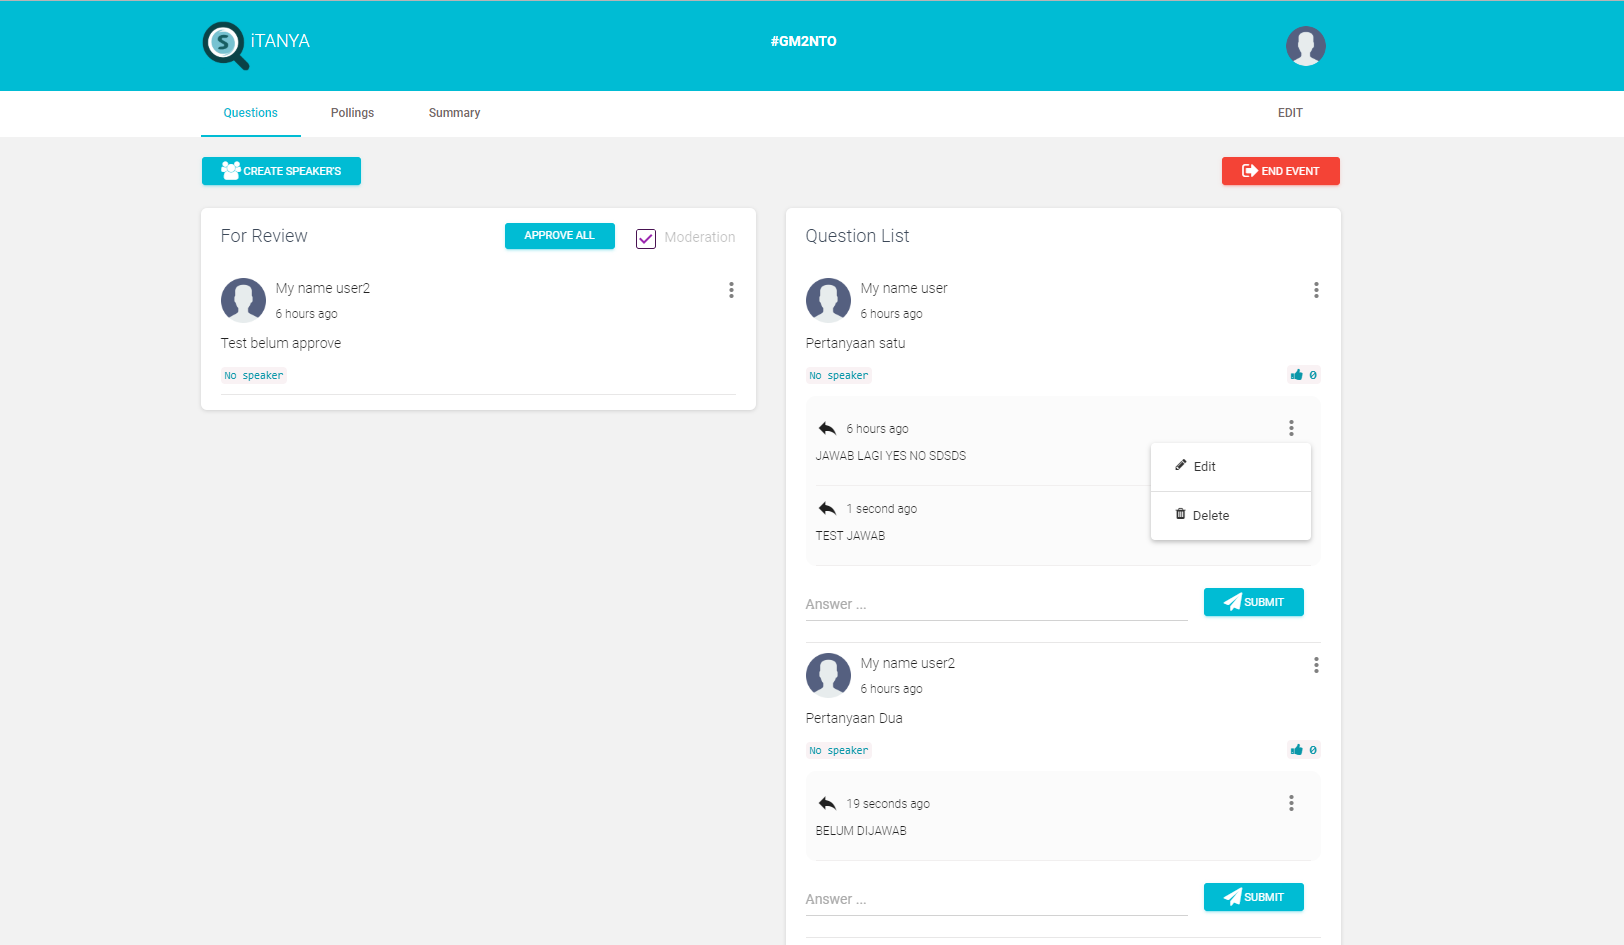 iTANYA
#GM2NTO
Questions
Pollings
Summary
EDIT
CREATE SPEAKER'S
END EVENT
For Review
APPROVE ALL
Moderation
My name user2
6 hours ago
Test belum approve
No speaker
Question List
My name user
6 hours ago
Pertanyaan satu
No speaker
0
6 hours ago
JAWAB LAGI YES NO SDSDS
Edit
Delete
1 second ago
TEST JAWAB
Answer ...
SUBMIT
My name user2
6 hours ago
Pertanyaan Dua
No speaker
0
19 seconds ago
BELUM DIJAWAB
Answer ...
SUBMIT